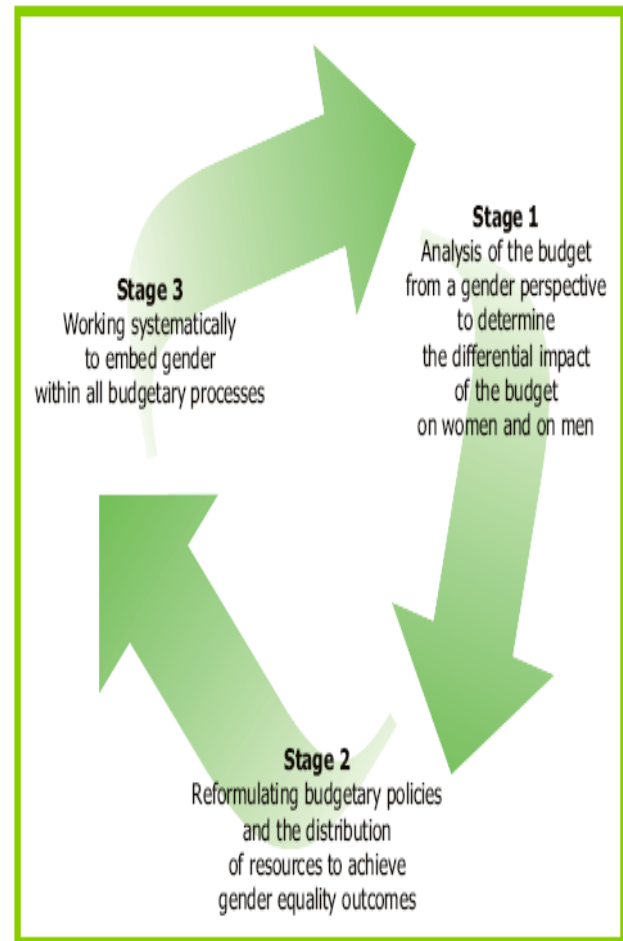 Stage 1
Analysis of the budget
from a gender perspective
to determine
the differential impact
of the budget
on women and on men
Stage 2
Reformulating budgetary policies
and the distribution
of resources to achieve
gender equality outcomes
Stage 3
Working systematically
to embed gender
within all budgetary processes